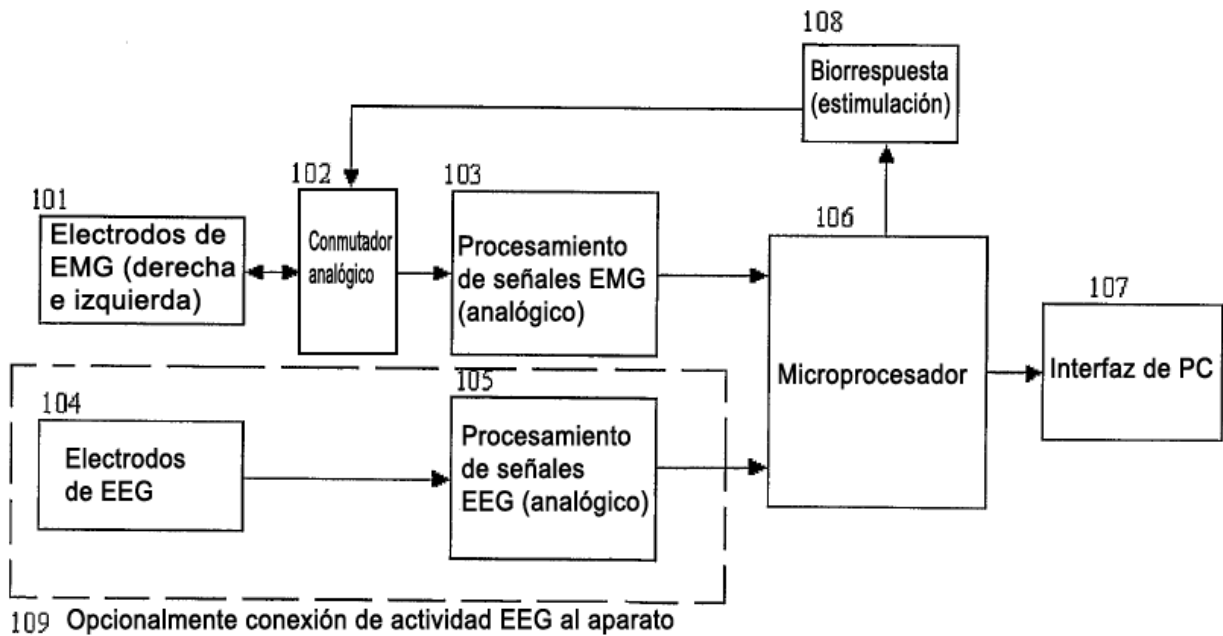 108
Biorrespuesta
(estimulación)
102
103
101
106
Electrodos de
EMG (derecha
e izquierda)
Conmutador
analógico
Procesamiento
de señales EMG
(analógico)
107
Microprocesador
Interfaz de PC
104
105
Electrodos
de EEG
Procesamiento
de señales
EEG (analógico)
109 Opcionalmente conexión de actividad EEG al aparato